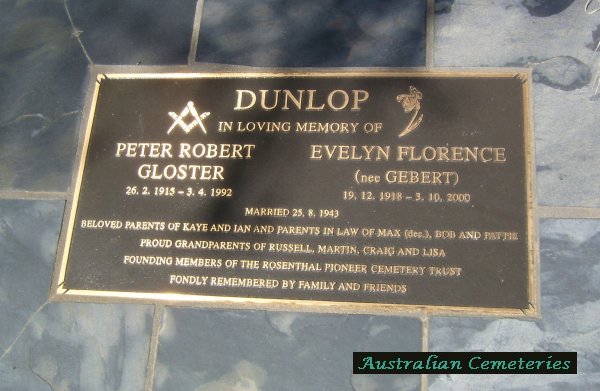 DUNLOP
IN LOVING MEMORY OF
PETER ROBERT
GLOSTER
26. 2. 1915 – 3. 4. 1992
EVELYN FLORENCE
(nee GEBERT)
19. 12. 1918 – 3. 10. 2000
MARRIED 25. 8. 1943
BELOVED PARENTS OF KAYE AND IAN AND PARENTS IN LAW OF MAX (dec.), BOB AND PATTIE
PROUD GRANDPARENTS OF RUSSELL, MARTIN, CRAIG AND LISA
FOUNDING MEMBERS OF THE ROSENTHAL PIONEER CEMETERY TRUST
FONDLY REMEMBERED BY FAMILY AND FRIENDS
Australian Cemeteries